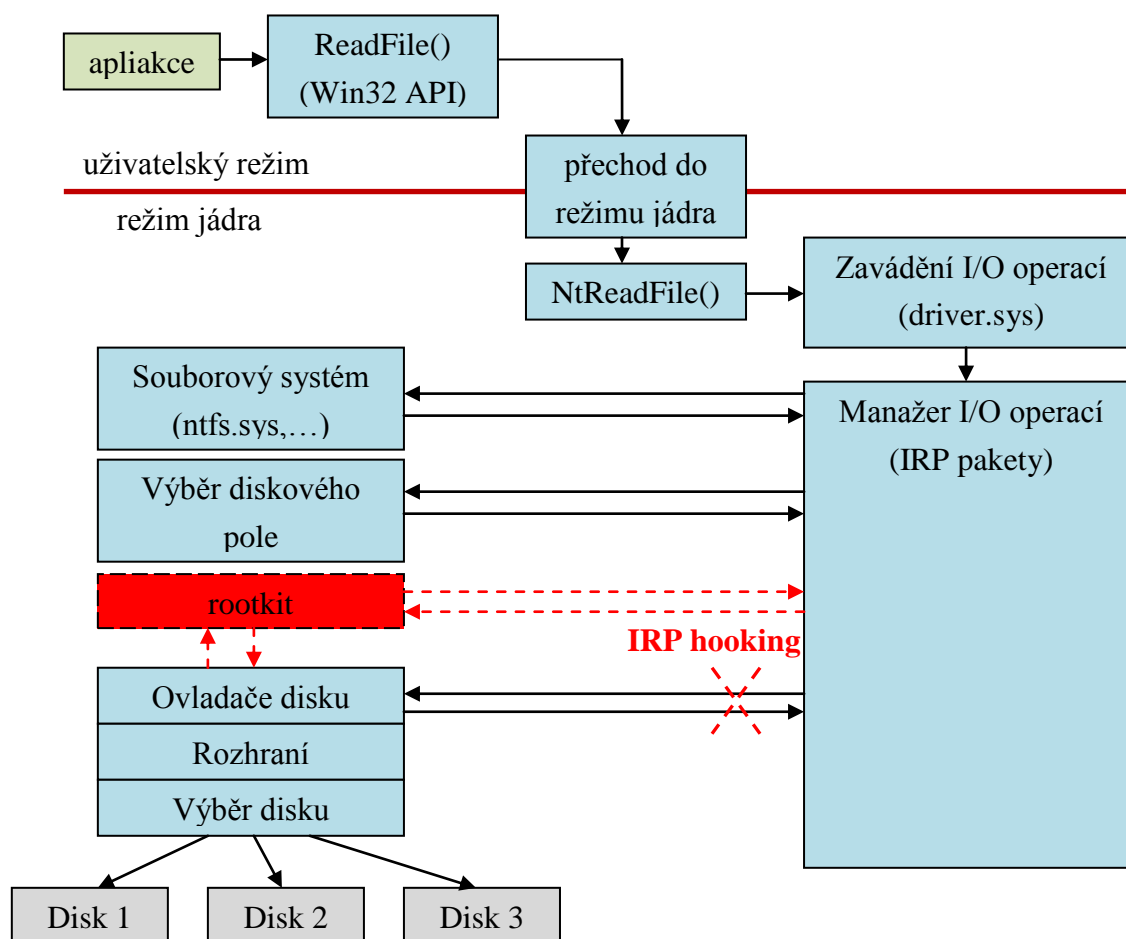 apliakce
ReadFile()
(Win32 API)
uživatelský režim
režim jádra
přechod do
režimu jádra
NtReadFile()
Zavádění I/O operací
(driver.sys)
Souborový systém
(ntfs.sys,…)
Manažer I/O operací
(IRP pakety)
Výběr diskového
pole
rootkit
IRP hooking
Ovladače disku
Rozhraní
Výběr disku
Disk 1
Disk 2
Disk 3